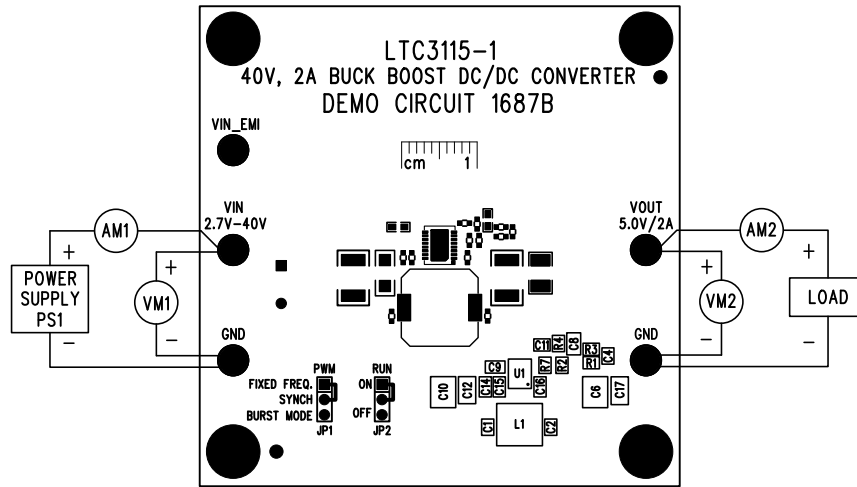 LTC3115-1
40V, 2A BUCK BOOST DC/DC CONVERTER
DEMO CIRCUIT 1687B
VIN_EMI
cm 1
VIN
2.7V-40V
VOUT
5.0V/2A
AM1
AM2
+
+
+
+
POWER
SUPPLY
PS1
VM1
VM2
LOAD
−
−
−
−
GND
GND
PWM
FIXED FREQ.
SYNCH
BURST MODE
JP1
RUN
ON
OFF
JP2
C11
R4
C8
R3
R1
C4
C9
U1
R7
R2
C10
C12
C14
C15
C16
C6
C17
C1
L1
C2